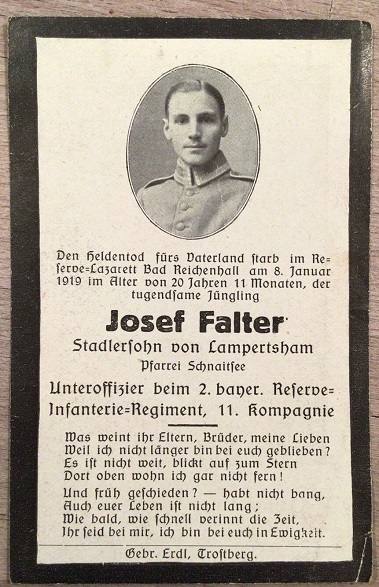 Den Heldentod fürs Vaterland starb im Re-
serve-Lazarett Bad Reichenhall am 8. Januar
1919 im Alter von 20 Jahren 11 Monaten, der
tugendsame Jüngling
Josef Falter
Stadlersohn von Lampertsham
Pfarrei Schnaitsee
Unteroffizier beim 2. bayer. Reserve-
Infanterie-Regiment, 11. Kompagnie
Was weint ihr Eltern, Brüder, meine Lieben
Weil ich nicht länger bin bei euch geblieben?
Es ist nicht weit, blickt auf zum Stern
Dort oben wohn ich gar nicht fern!
Und früh geschieden? — habt nicht bang,
Auch euer Leben ist nicht lang;
Wie bald, wie schnell verinnt die Zeit,
Ihr seid bei mir, ich bin bei euch in Ewigkeit.
Gebr. Erdl, Trostberg.